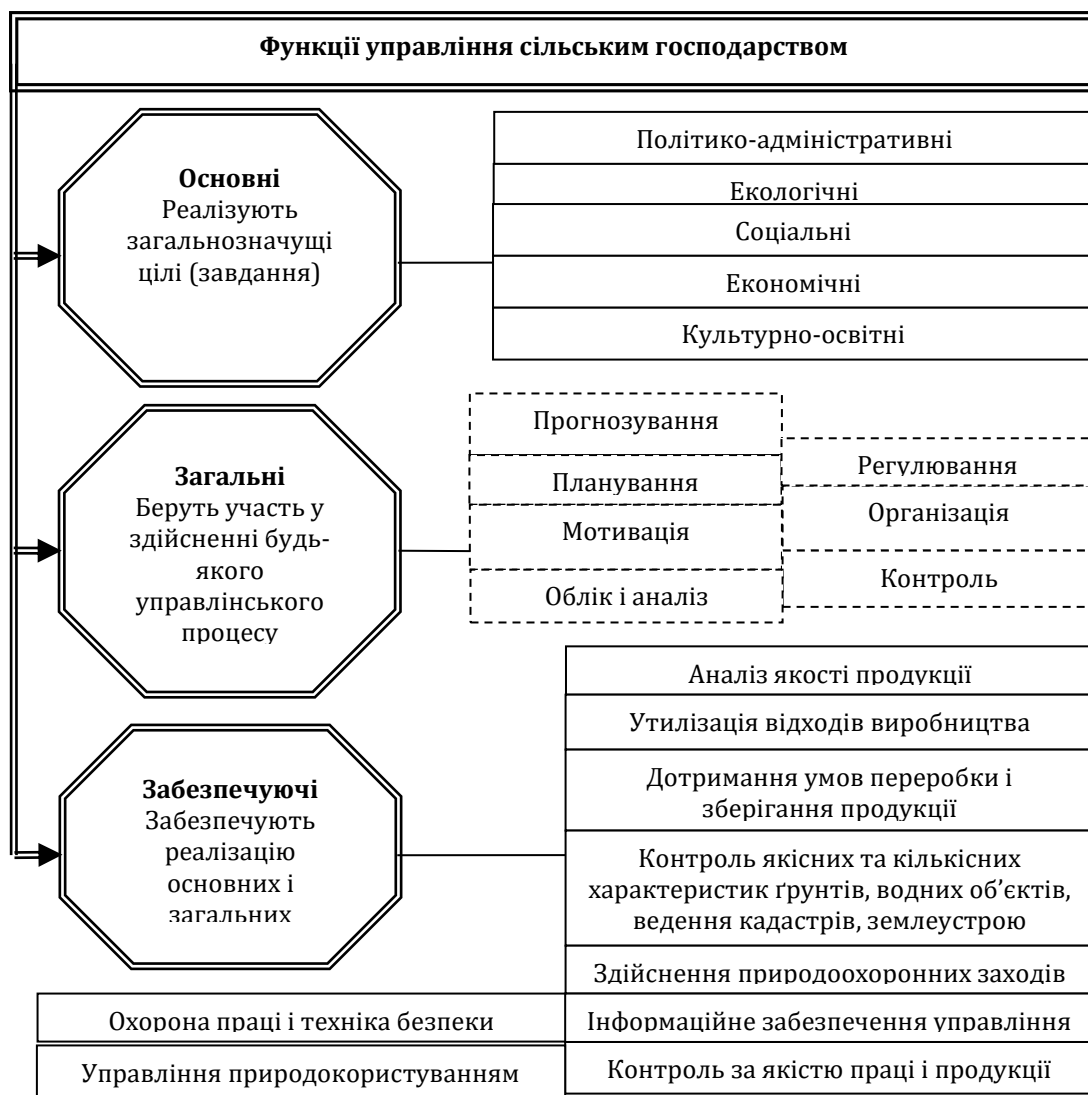 Функції управління сільським господарством
Основні
Реалізують
загальнозначущі
цілі (завдання)
Політико-адміністративні
Екологічні
Соціальні
Економічні
Культурно-освітні
Загальні
Беруть участь у
здійсненні будь-
якого
управлінського
процесу
Прогнозування
Планування
Мотивація
Облік і аналіз
Регулювання
Організація
Контроль
Забезпечуючі
Забезпечують
реалізацію
основних і
загальних
Аналіз якості продукції
Утилізація відходів виробництва
Дотримання умов переробки і
зберігання продукції
Контроль якісних та кількісних
характеристик ґрунтів, водних об’єктів,
ведення кадастрів, землеустрою
Здійснення природоохоронних заходів
Охорона праці і техніка безпеки
Інформаційне забезпечення управління
Управління природокористуванням
Контроль за якістю праці і продукції